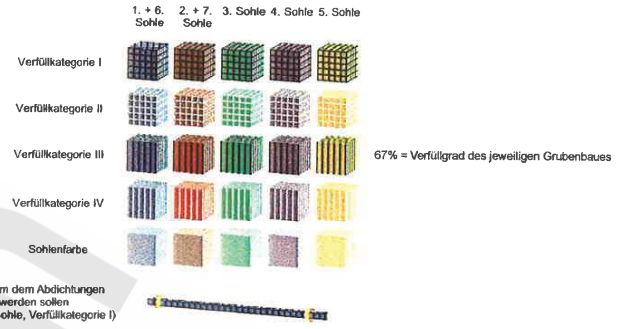 1. + 6. Sohle
2. + 7. Sohle
3. Sohle
4. Sohle
5. Sohle
Verfüllkategorie I
Verfüllkategorie II
Verfüllkategorie III
67% = Verfüllgrad des jeweiligen Grubenbaues
Verfüllkategorie IV
Sohlenfarbe
m dem Abdichtungen
werden sollen
ohle, Verfüllkategorie I)